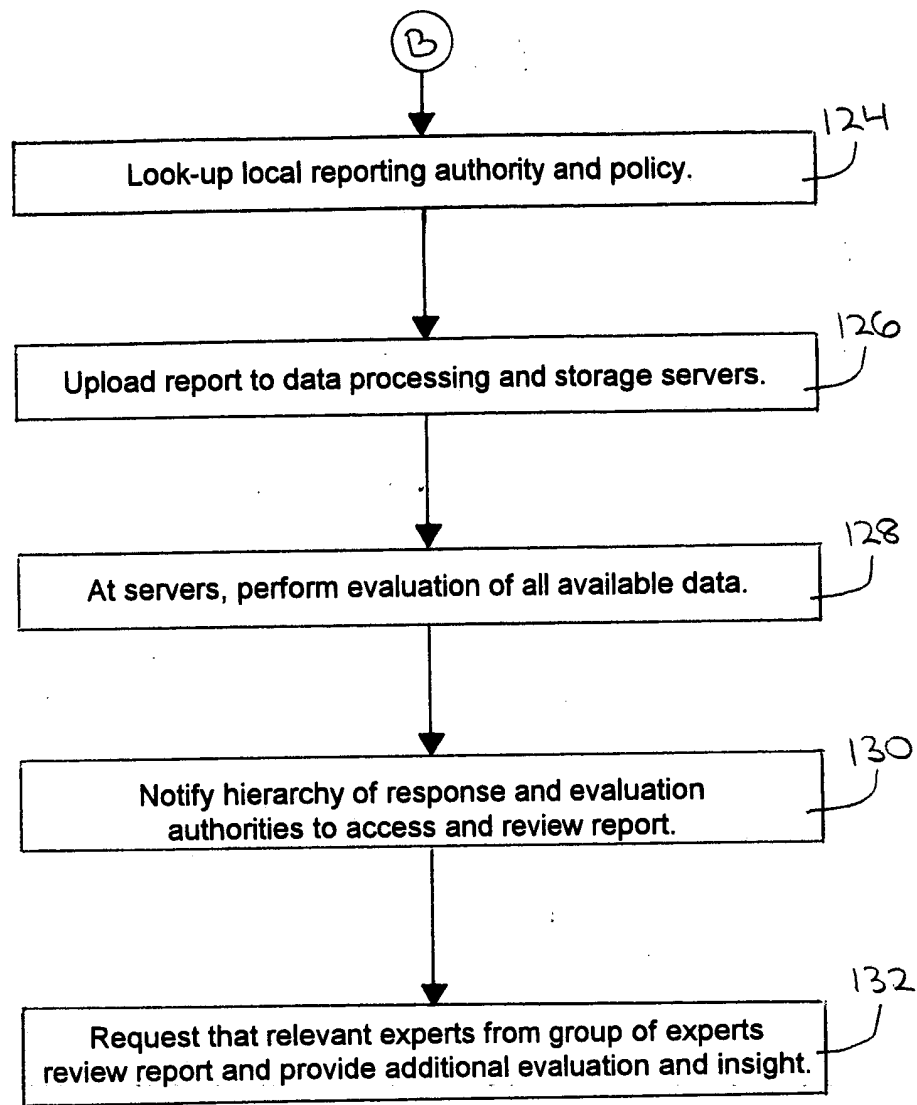 B
124
Look-up local reporting authority and policy.
126
Upload report to data processing and storage servers.
128
At servers, perform evaluation of all available data.
130
Notify hierarchy of response and evaluation
authorities to access and review report.
132
Request that relevant experts from group of experts
review report and provide additional evaluation and insight.